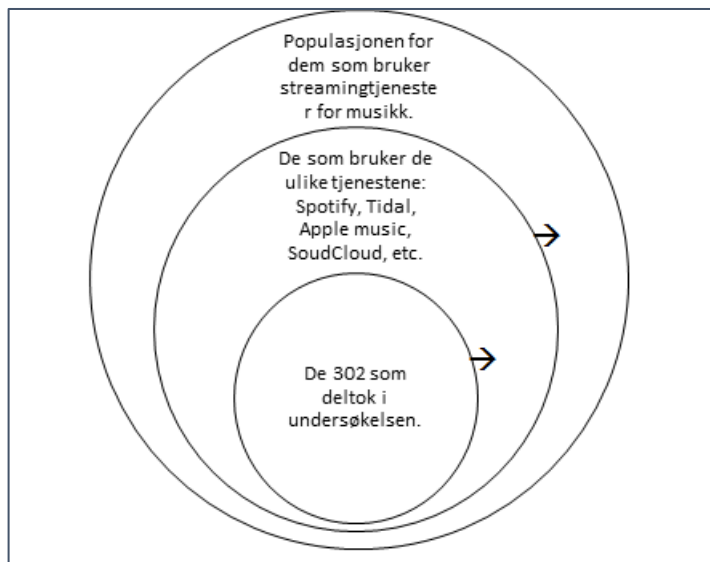 Populasjonen for
dem som bruker
streamingtjeneste
r for musikk.
De som bruker de
ulike tjenestene:
Spotify, Tidal,
Apple music,
SoudCloud, etc.
De 302 som
deltok i
undersøkelsen.